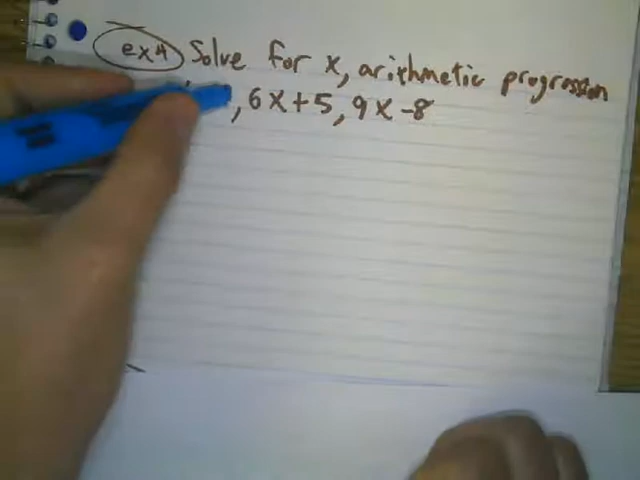 ex4 Solve for x, arithmetic progression
, 6x+5, 9x-8